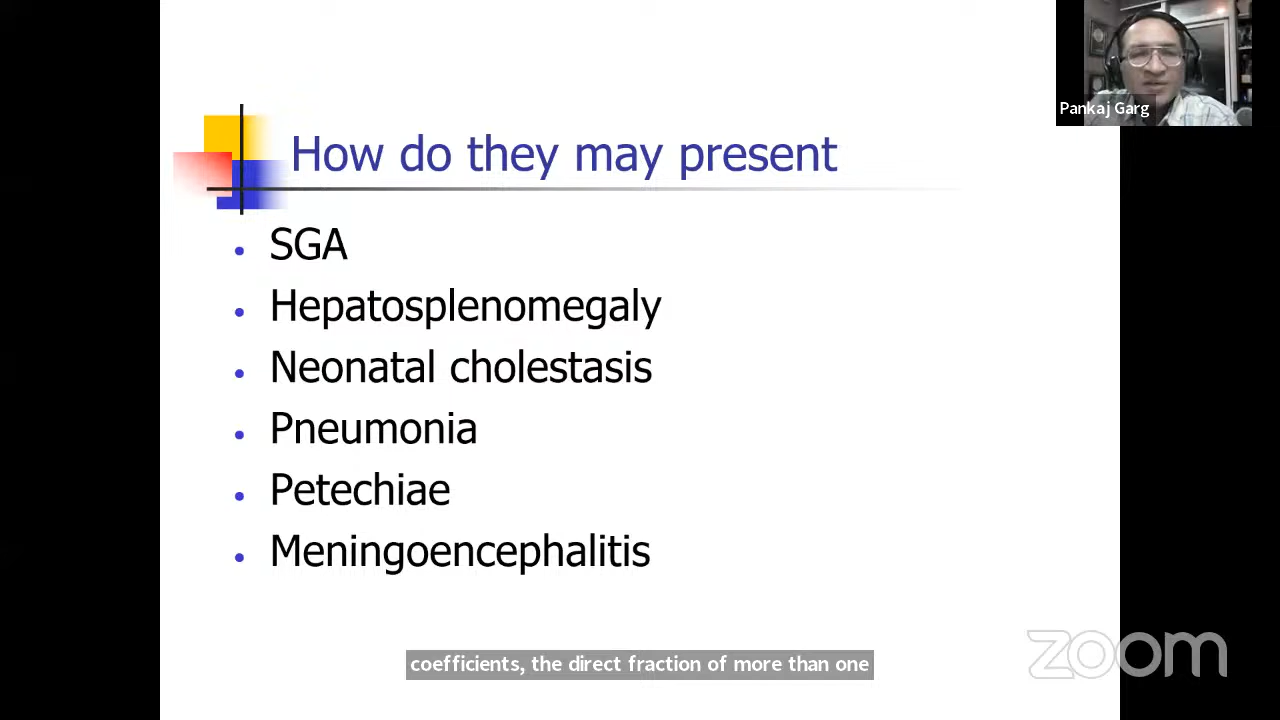 Pankaj Garg
How do they may present
SGA
Hepatosplenomegaly
Neonatal cholestasis
Pneumonia
Petechiae
Meningoencephalitis
coefficients, the direct fraction of more than one
zoom